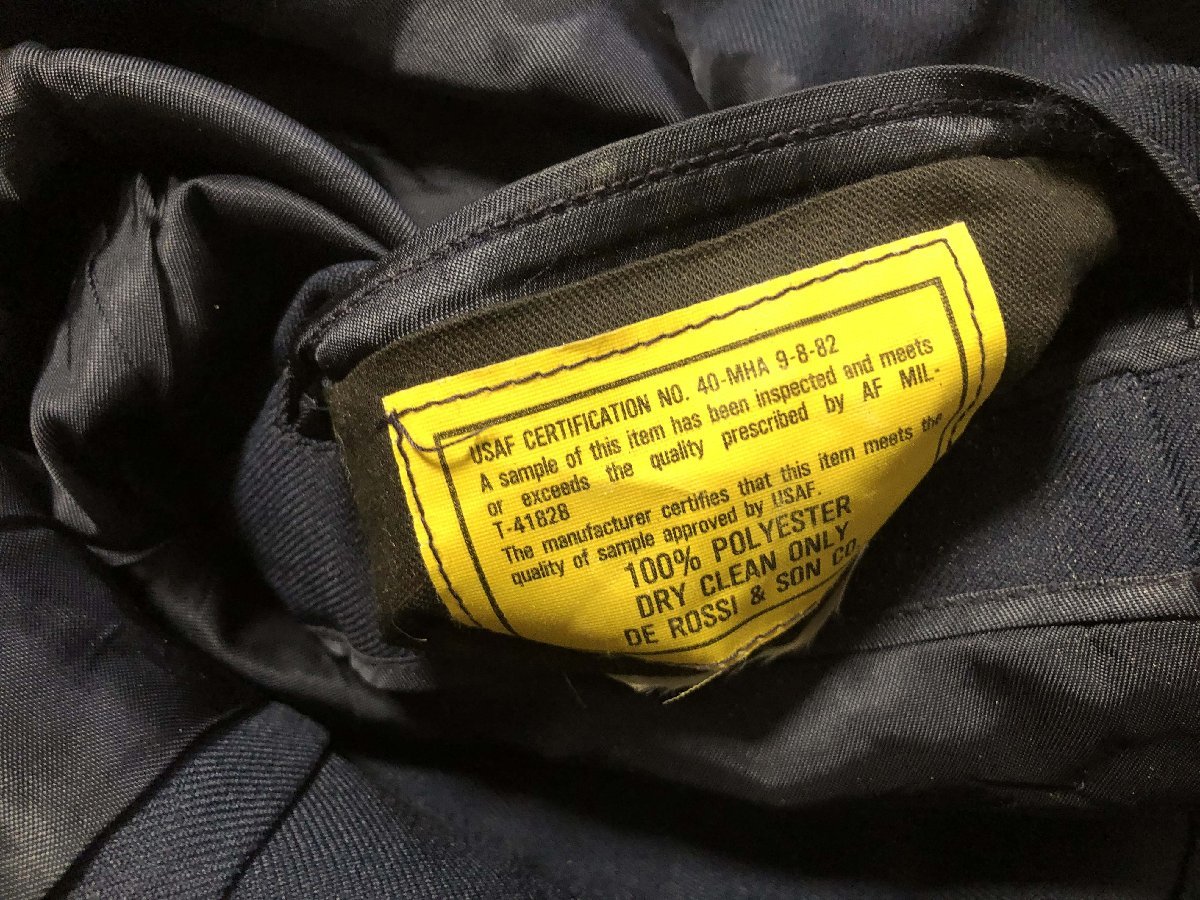 USAF CERTIFICATION NO. 40-MHA 9-8-82
A sample of this item has been inspected and meets
or exceeds the quality prescribed by AF MIL-
T-41828
The manufacturer certifies that this item meets the
quality of sample approved by USAF.
100% POLYESTER
DRY CLEAN ONLY
DE ROSSI & SON CO.